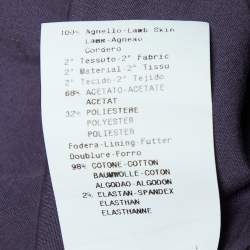 100% Agnello-Lamb Skin
Lamm-Agneau
Cordero
2° Tessuto-2° Fabric
2° Material-2° Tissu
2° Tecido-2° Tejido
68% ACETATO-ACETATE
ACETAT
32% POLIESTERE
POLYESTER
POLIESTER
Fodera-Lining-Futter
Doublure-Forro
98% COTONE-COTTON
BAUMWOLLE-COTON
ALGODAO-ALGODÓN
2% ELASTAN-SPANDEX
ELASTHAN
ELASTHANNE